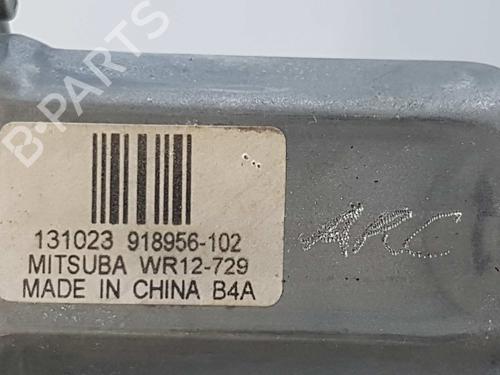 B-PARTS
131023 918956-102
MITSUBA WR12-729
MADE IN CHINA B4A
ARC